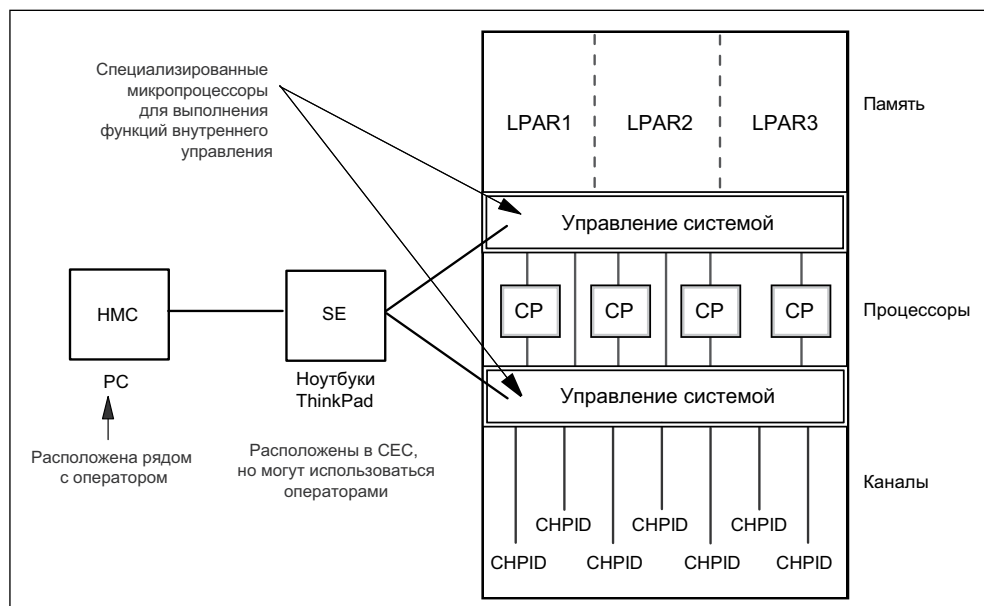 Специализированные
микропроцессоры
для выполнения
функций внутреннего
управления
LPAR1 LPAR2 LPAR3
Память
Управление системой
HMC
SE
CP CP CP CP
Процессоры
PC
Ноутбуки
ThinkPad
Управление системой
Расположена рядом
с оператором
Расположены в CEC,
но могут использоваться
операторами
Каналы
CHPID CHPID CHPID
CHPID CHPID CHPID CHPID